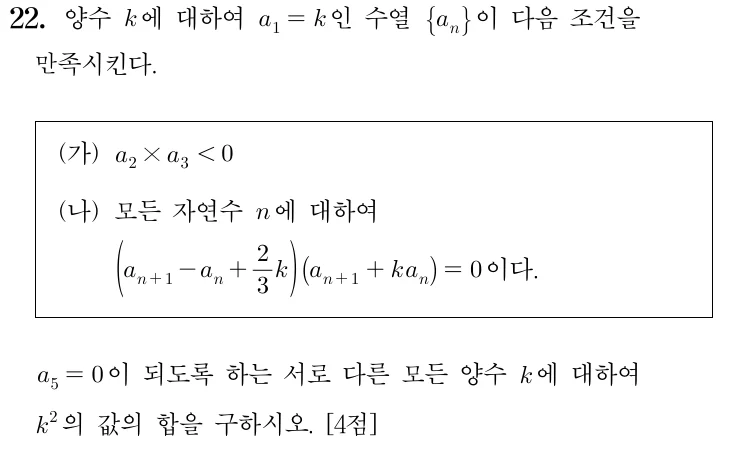 22. 양수 k에 대하여 a₁ = k인 수열 {aₙ}이 다음 조건을
만족시킨다.
(가) a₂ × a₃ < 0
(나) 모든 자연수 n에 대하여
(aₙ₊₁ − aₙ + 2/3 k)(aₙ₊₁ + kaₙ) = 0이다.
a₅ = 0이 되도록 하는 서로 다른 모든 양수 k에 대하여
k²의 값의 합을 구하시오. [4점]